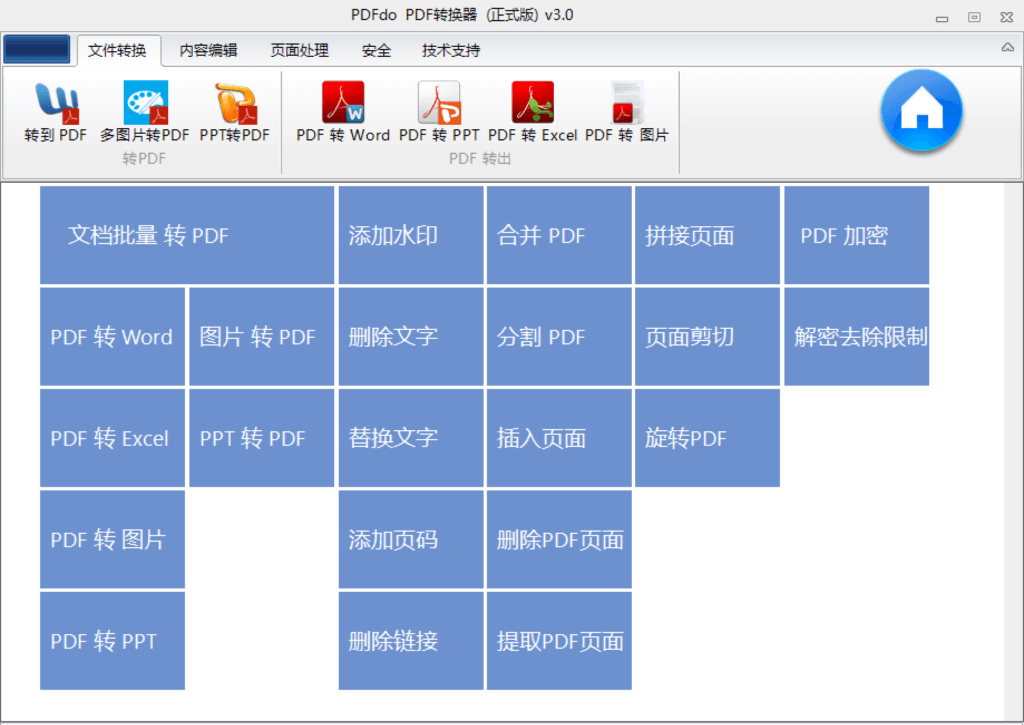 PDFdo PDF转换器 (正式版) v3.0
文件转换 内容编辑 页面处理 安全 技术支持
转到 PDF 多图片转PDF PPT转PDF PDF 转 Word PDF 转 PPT PDF 转 Excel PDF 转 图片
转PDF PDF 转出
文档批量 转 PDF 添加水印 合并 PDF 拼接页面 PDF 加密
PDF 转 Word 图片 转 PDF 删除文字 分割 PDF 页面剪切 解密去除限制
PDF 转 Excel PPT 转 PDF 替换文字 插入页面 旋转PDF
PDF 转 图片 添加页码 删除PDF页面
PDF 转 PPT 删除链接 提取PDF页面